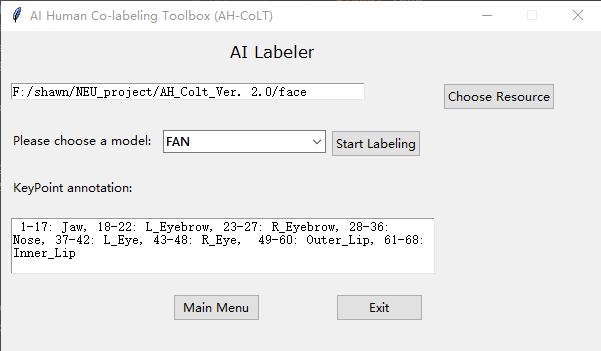 AI Human Co-labeling Toolbox (AH-CoLT)
AI Labeler
F:/shawn/NEU_project/AH_Colt_Ver. 2.0/face
Choose Resource
Please choose a model: FAN Start Labeling
KeyPoint annotation:
1-17: Jaw, 18-22: L_Eyebrow, 23-27: R_Eyebrow, 28-36:
Nose, 37-42: L_Eye, 43-48: R_Eye,  49-60: Outer_Lip, 61-68:
Inner_Lip
Main Menu Exit